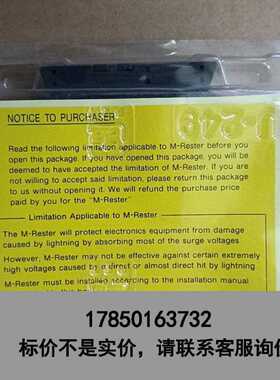 NOTICE TO PURCHASER
Read the following limitation applicable to M-Rester before you
open this package. If you have opened this package, you will be
deemed to have accepted the limitation of M-Rester. If you are
not willing to accept said limitation, please return this package
to us without opening it. We will refund the purchase price
paid by you for the "M-Rester"
Limitation Applicable to M-Rester
The M-Rester will protect electronics equipment from damage
caused by lightning by absorbing most of the surge voltages
However, M-Rester may not be effective against certain extremely
high voltages caused by direct or almost direct hit by lightning
M-Rester must be installed according to the installation manual
17850163732
标价不是实价，请联系客服询价